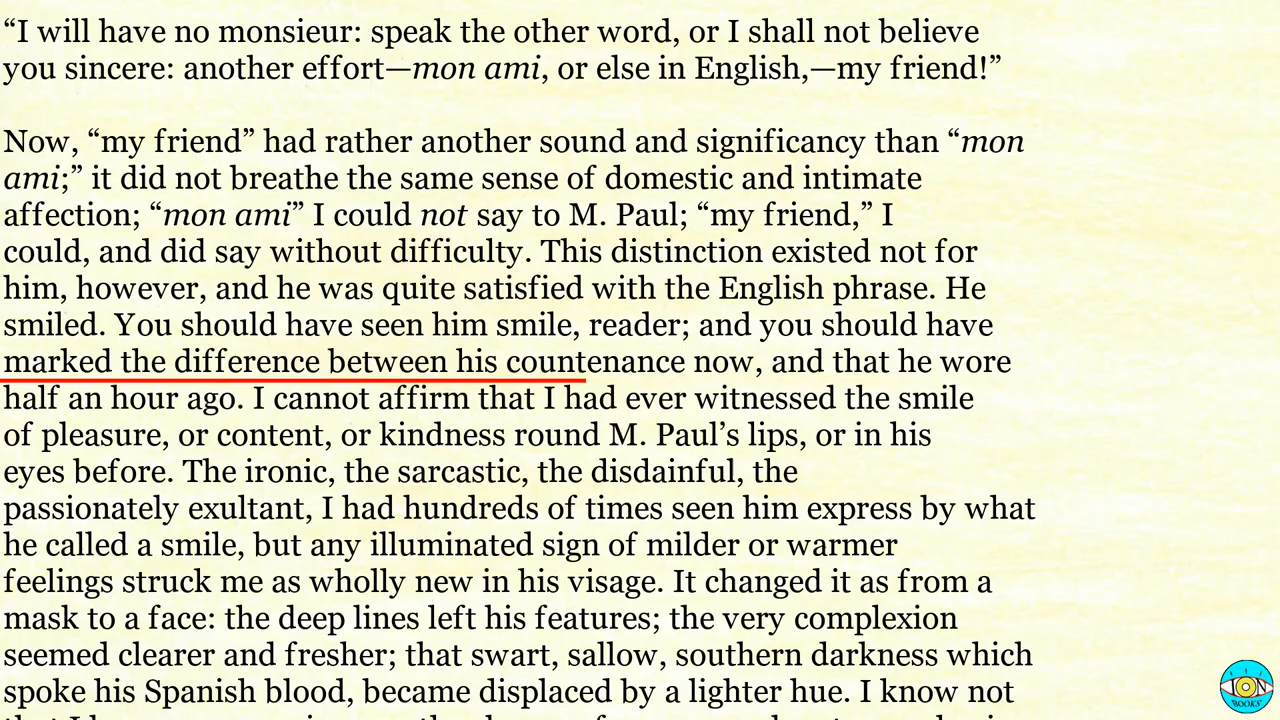 “I will have no monsieur: speak the other word, or I shall not believe
you sincere: another effort—mon ami, or else in English,—my friend!”
Now, “my friend” had rather another sound and significancy than “mon
ami;” it did not breathe the same sense of domestic and intimate
affection; “mon ami” I could not say to M. Paul; “my friend,” I
could, and did say without difficulty. This distinction existed not for
him, however, and he was quite satisfied with the English phrase. He
smiled. You should have seen him smile, reader; and you should have
marked the difference between his countenance now, and that he wore
half an hour ago. I cannot affirm that I had ever witnessed the smile
of pleasure, or content, or kindness round M. Paul’s lips, or in his
eyes before. The ironic, the sarcastic, the disdainful, the
passionately exultant, I had hundreds of times seen him express by what
he called a smile, but any illuminated sign of milder or warmer
feelings struck me as wholly new in his visage. It changed it as from a
mask to a face: the deep lines left his features; the very complexion
seemed clearer and fresher; that swart, sallow, southern darkness which
spoke his Spanish blood, became displaced by a lighter hue. I know not
ION
BOOKS